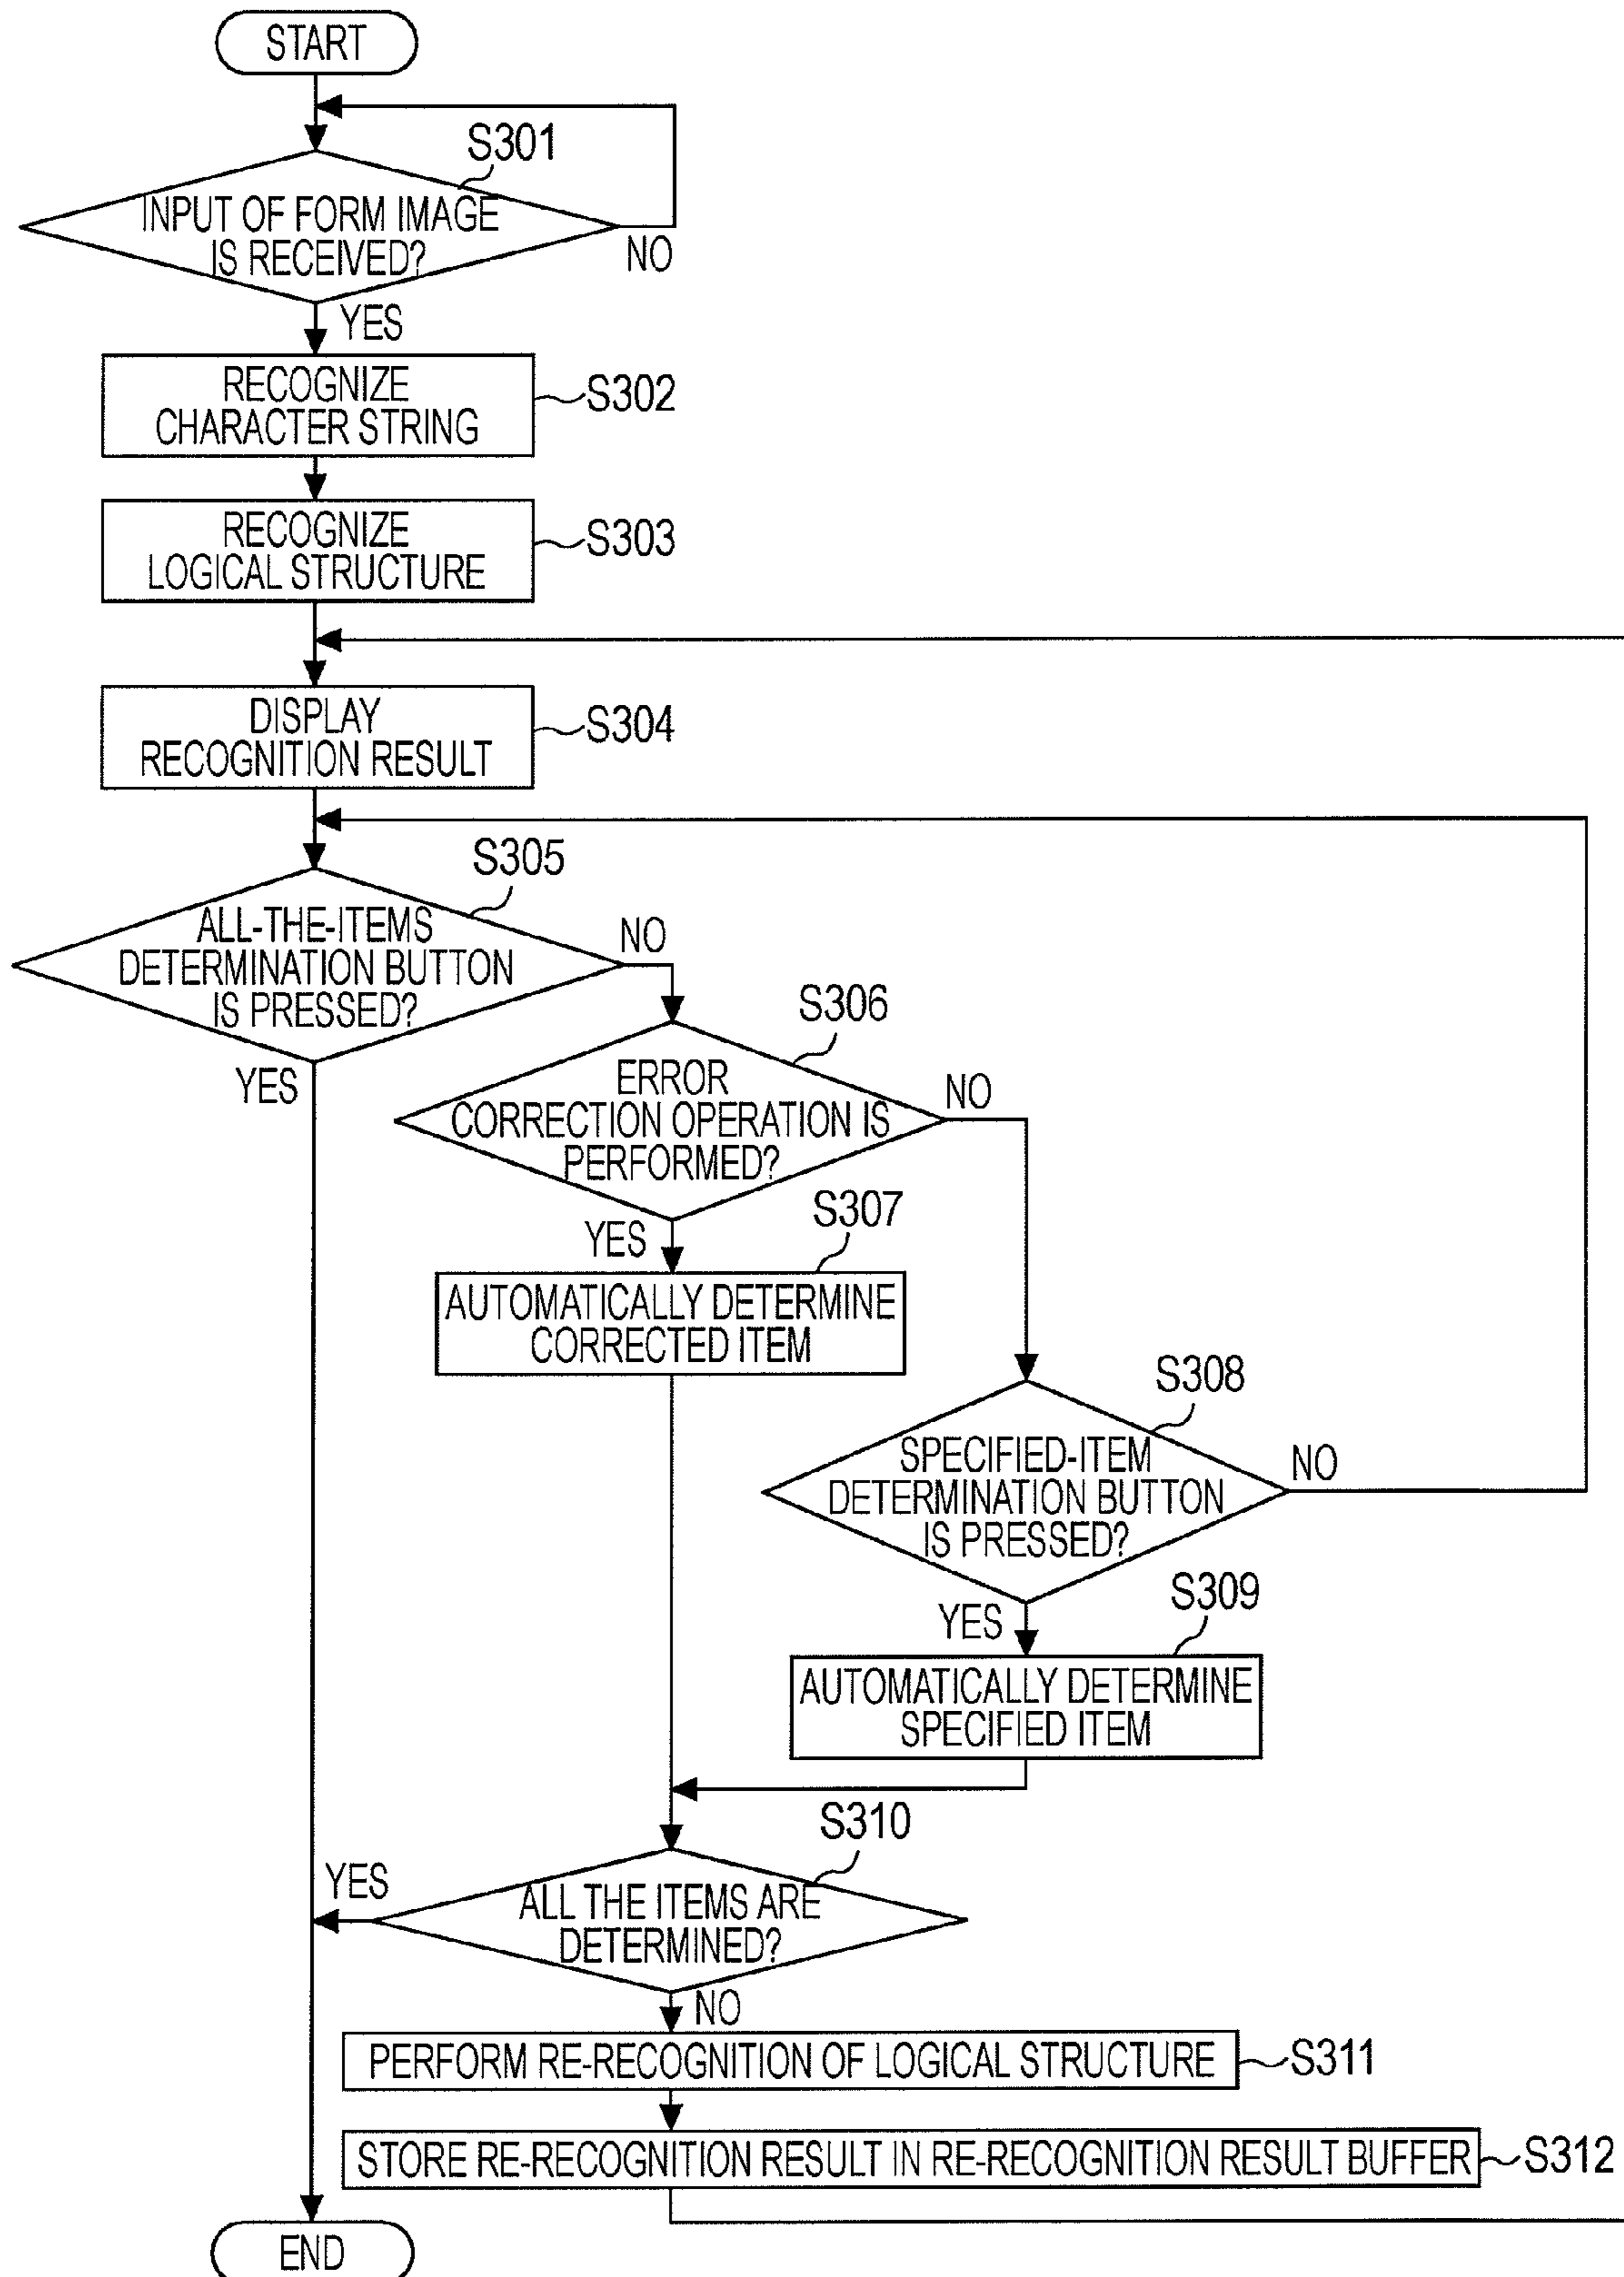 START
S301
INPUT OF FORM IMAGE
IS RECEIVED?
NO
YES
RECOGNIZE
CHARACTER STRING
S302
RECOGNIZE
LOGICAL STRUCTURE
S303
DISPLAY
RECOGNITION RESULT
S304
S305
ALL-THE-ITEMS
DETERMINATION BUTTON
IS PRESSED?
NO
YES
S306
ERROR
CORRECTION OPERATION IS
PERFORMED?
NO
YES
S307
AUTOMATICALLY DETERMINE
CORRECTED ITEM
S308
SPECIFIED-ITEM
DETERMINATION BUTTON
IS PRESSED?
NO
YES
S309
AUTOMATICALLY DETERMINE
SPECIFIED ITEM
S310
YES
ALL THE ITEMS ARE
DETERMINED?
NO
PERFORM RE-RECOGNITION OF LOGICAL STRUCTURE
S311
STORE RE-RECOGNITION RESULT IN RE-RECOGNITION RESULT BUFFER
S312
END